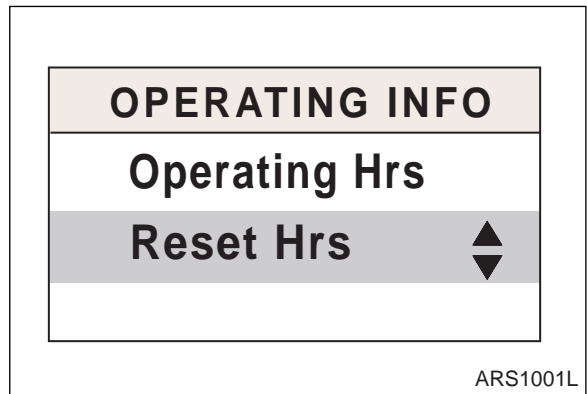 OPERATING INFO
Operating Hrs
Reset Hrs
ARS1001L